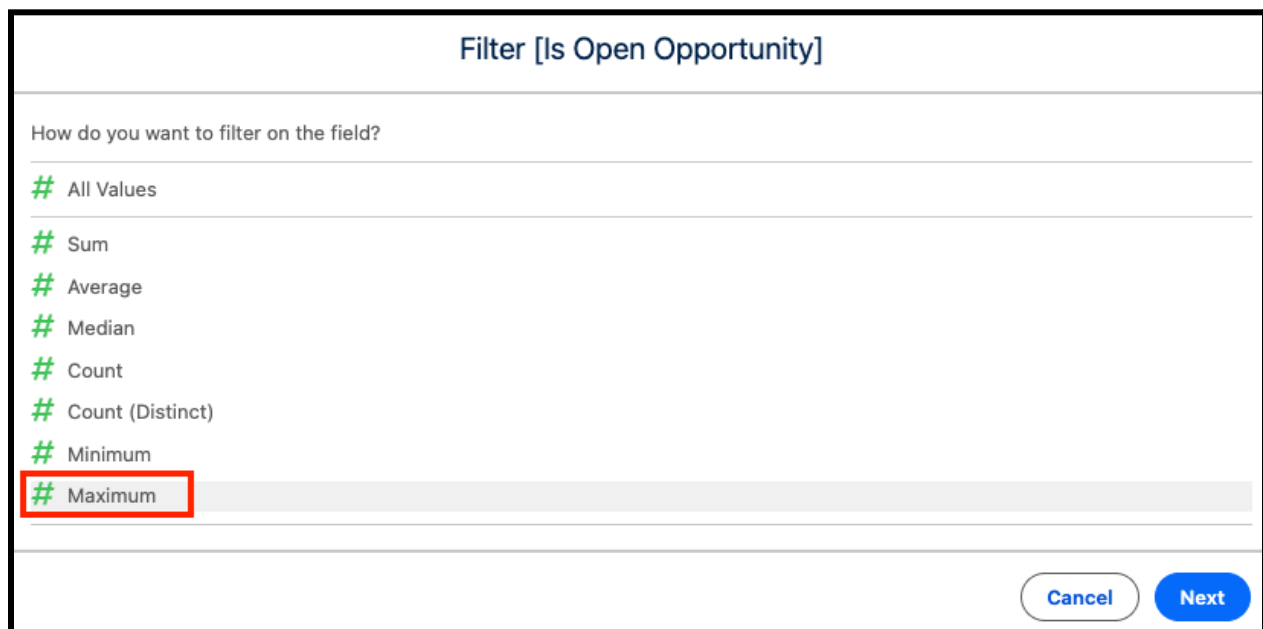 Filter [Is Open Opportunity]
How do you want to filter on the field?
# All Values
# Sum
# Average
# Median
# Count
# Count (Distinct)
# Minimum
# Maximum
Cancel Next